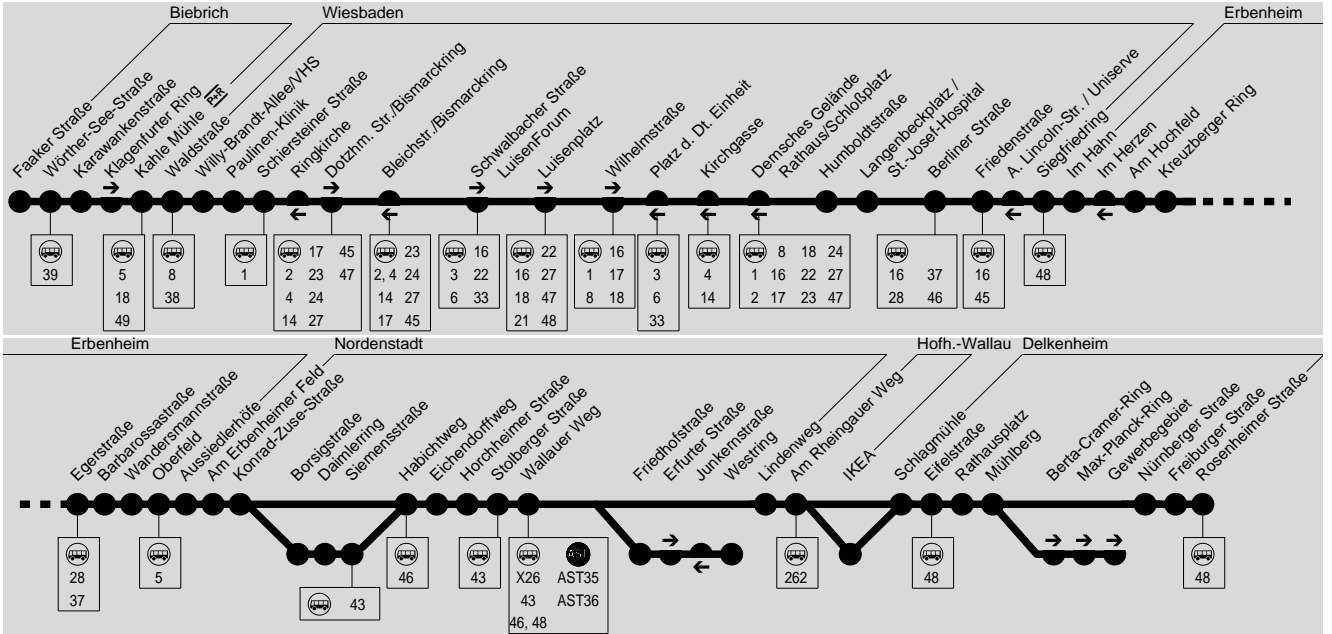 Biebrich
Wiesbaden
Erbenheim
Faaker Straße
Wörther-See-Straße
Karawankenstraße
Klagenfurter Ring
Kahle Mühle P+R
Waldstraße
Willy-Brandt-Allee/VHS
Paulinen-Klinik
Schiersteiner Straße
Ringkirche
Dotzhm. Str./Bismarckring
Bleichstr./Bismarckring
Schwalbacher Straße
LuisenForum
Luisenplatz
Wilhelmstraße
Platz d. Dt. Einheit
Kirchgasse
Dernsches Gelände
Rathaus/Schloßplatz
Humboldtstraße
Langenbeckplatz /
St.-Josef-Hospital
Berliner Straße
Friedenstraße
A. Lincoln-Str. / Uniserve
Siegfriedring
Im Hahn
Im Herzen
Am Hochfeld
Kreuzberger Ring
39
5
18
49
8
38
1
17 45
2 23 47
4 24
14 27
23
2, 4 24
14 27
17 45
16
3 22
6 33
22
16 27
18 47
21 48
16
1 17
8 18
3
6
33
4
14
8 18 24
1 16 22 27
2 17 23 47
16 37
28 46
16
45
48
Erbenheim
Nordenstadt
Hofh.-Wallau
Delkenheim
Egerstraße
Barbarossastraße
Wandersmannstraße
Oberfeld
Aussiedlerhöfe
Am Erbenheimer Feld
Konrad-Zuse-Straße
Borsigstraße
Daimlerring
Siemensstraße
Habichtweg
Eichendorffweg
Horchheimer Straße
Stolberger Straße
Wallauer Weg
Friedhofstraße
Erfurter Straße
Junkernstraße
Westring
Lindenweg
Am Rheingauer Weg
IKEA
Schlagmühle
Eifelstraße
Rathausplatz
Mühlberg
Berta-Cramer-Ring
Max-Planck-Ring
Gewerbegebiet
Nürnberger Straße
Freiburger Straße
Rosenheimer Straße
28
37
5
43
46
43
AST
X26 AST35
43 AST36
46, 48
262
48
48